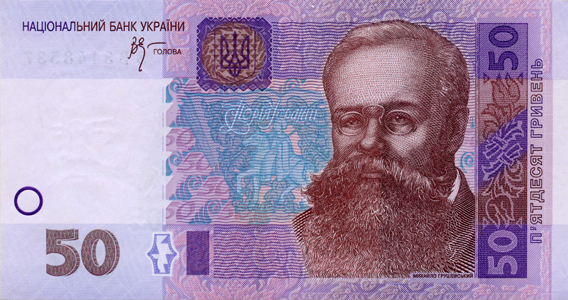 НАЦІОНАЛЬНИЙ БАНК УКРАЇНИ
ГОЛОВА
50
П'ЯТДЕСЯТ ГРИВЕНЬ
50
50
МИХАЙЛО ГРУШЕВСЬКИЙ